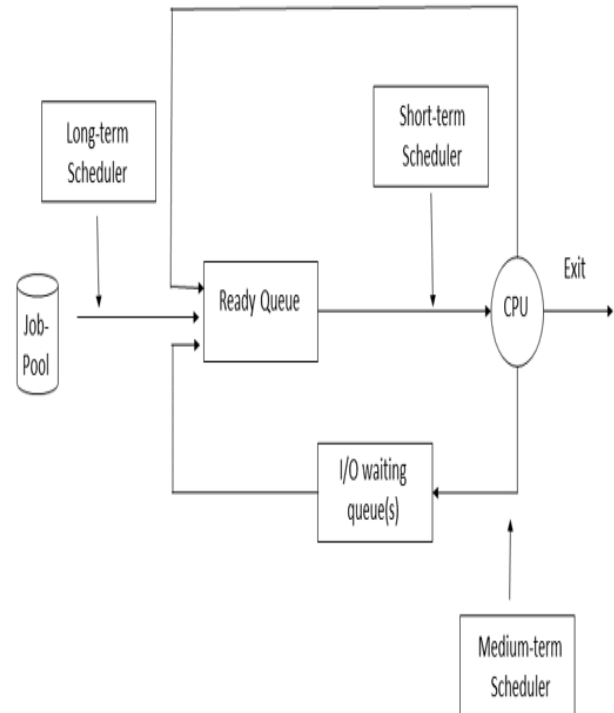 Long-term
Scheduler
Short-term
Scheduler
Exit
Ready Queue
CPU
Job-
Pool
I/O waiting
queue(s)
Medium-term
Scheduler